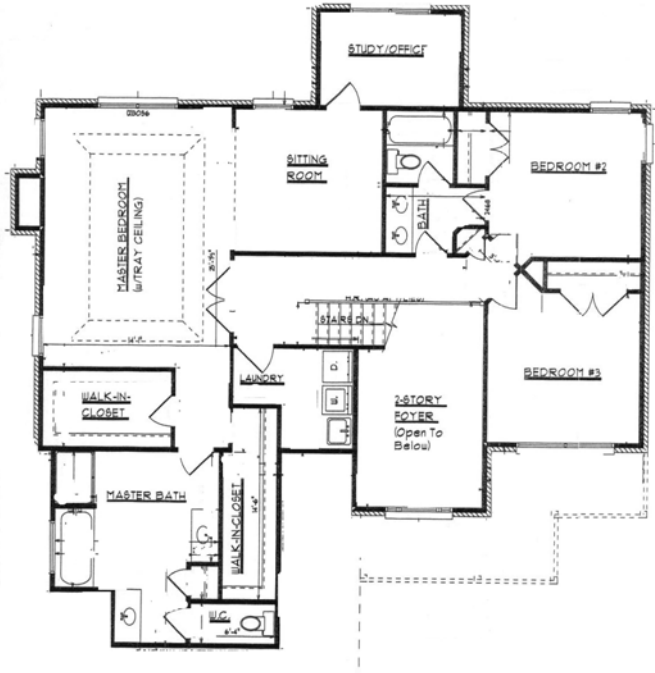 STUDY/OFFICE
SITTING
ROOM
MASTER BEDROOM
(w/TRAY CEILING)
BATH
BEDROOM #2
STAIRS DN.
LAUNDRY
D.
W.
WALK-IN-
CLOSET
2-STORY
FOYER
(Open To
Below)
BEDROOM #3
MASTER BATH
WALK-IN-CLOSET
W.C.